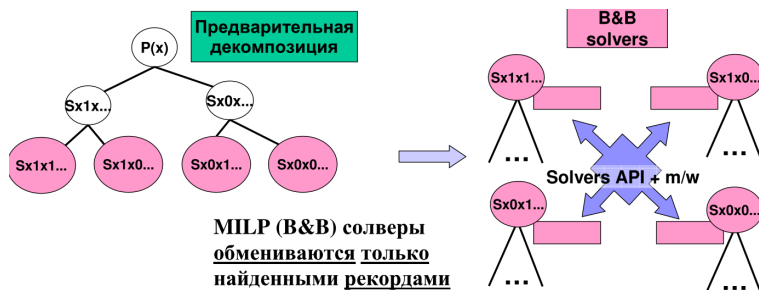 Предварительная
декомпозиция
P(x)
Sx1x...
Sx0x...
Sx1x1...
Sx1x0...
Sx0x1...
Sx0x0...
MILP (B&B) солверы
обмениваются только
найденными рекордами
B&B
solvers
Sx1x1...
Sx1x0...
...
...
Solvers API + m/w
Sx0x1...
Sx0x0...
...
...